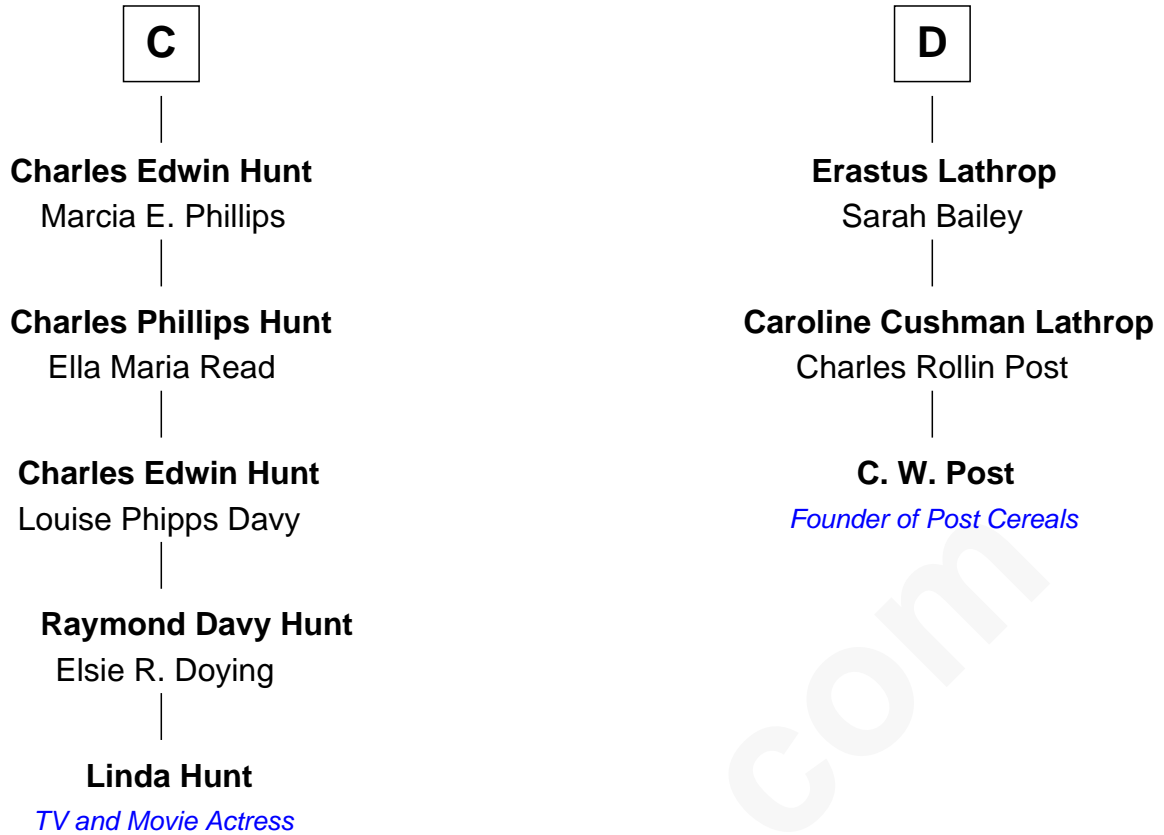 C
Charles Edwin Hunt
Marcia E. Phillips
Charles Phillips Hunt
Ella Maria Read
Charles Edwin Hunt
Louise Phipps Davy
Raymond Davy Hunt
Elsie R. Doying
Linda Hunt
TV and Movie Actress
D
Erastus Lathrop
Sarah Bailey
Caroline Cushman Lathrop
Charles Rollin Post
C. W. Post
Founder of Post Cereals
com